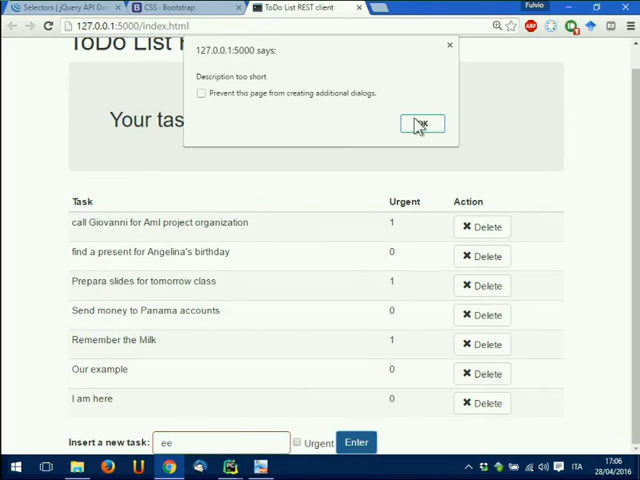 Selectors | jQuery API Do
CSS · Bootstrap
ToDo List REST client
Fulvio
127.0.0.1:5000/index.html
127.0.0.1:5000 says:
Description too short
Prevent this page from creating additional dialogs.
OK
Your tas
Task Urgent Action
call Giovanni for AmI project organization 1 Delete
find a present for Angelina's birthday 0 Delete
Prepara slides for tomorrow class 1 Delete
Send money to Panama accounts 0 Delete
Remember the Milk 1 Delete
Our example 0 Delete
I am here 0 Delete
Insert a new task: ee Urgent Enter
ITA
17:06
28/04/2016